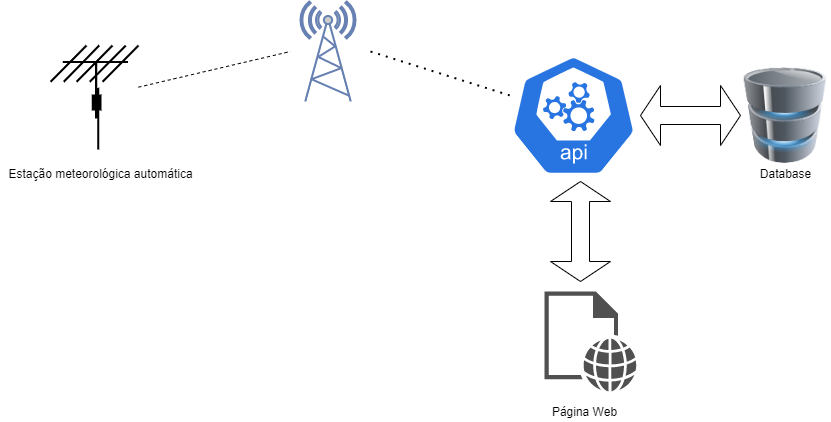 api
Estação meteorológica automática
Database
Página Web